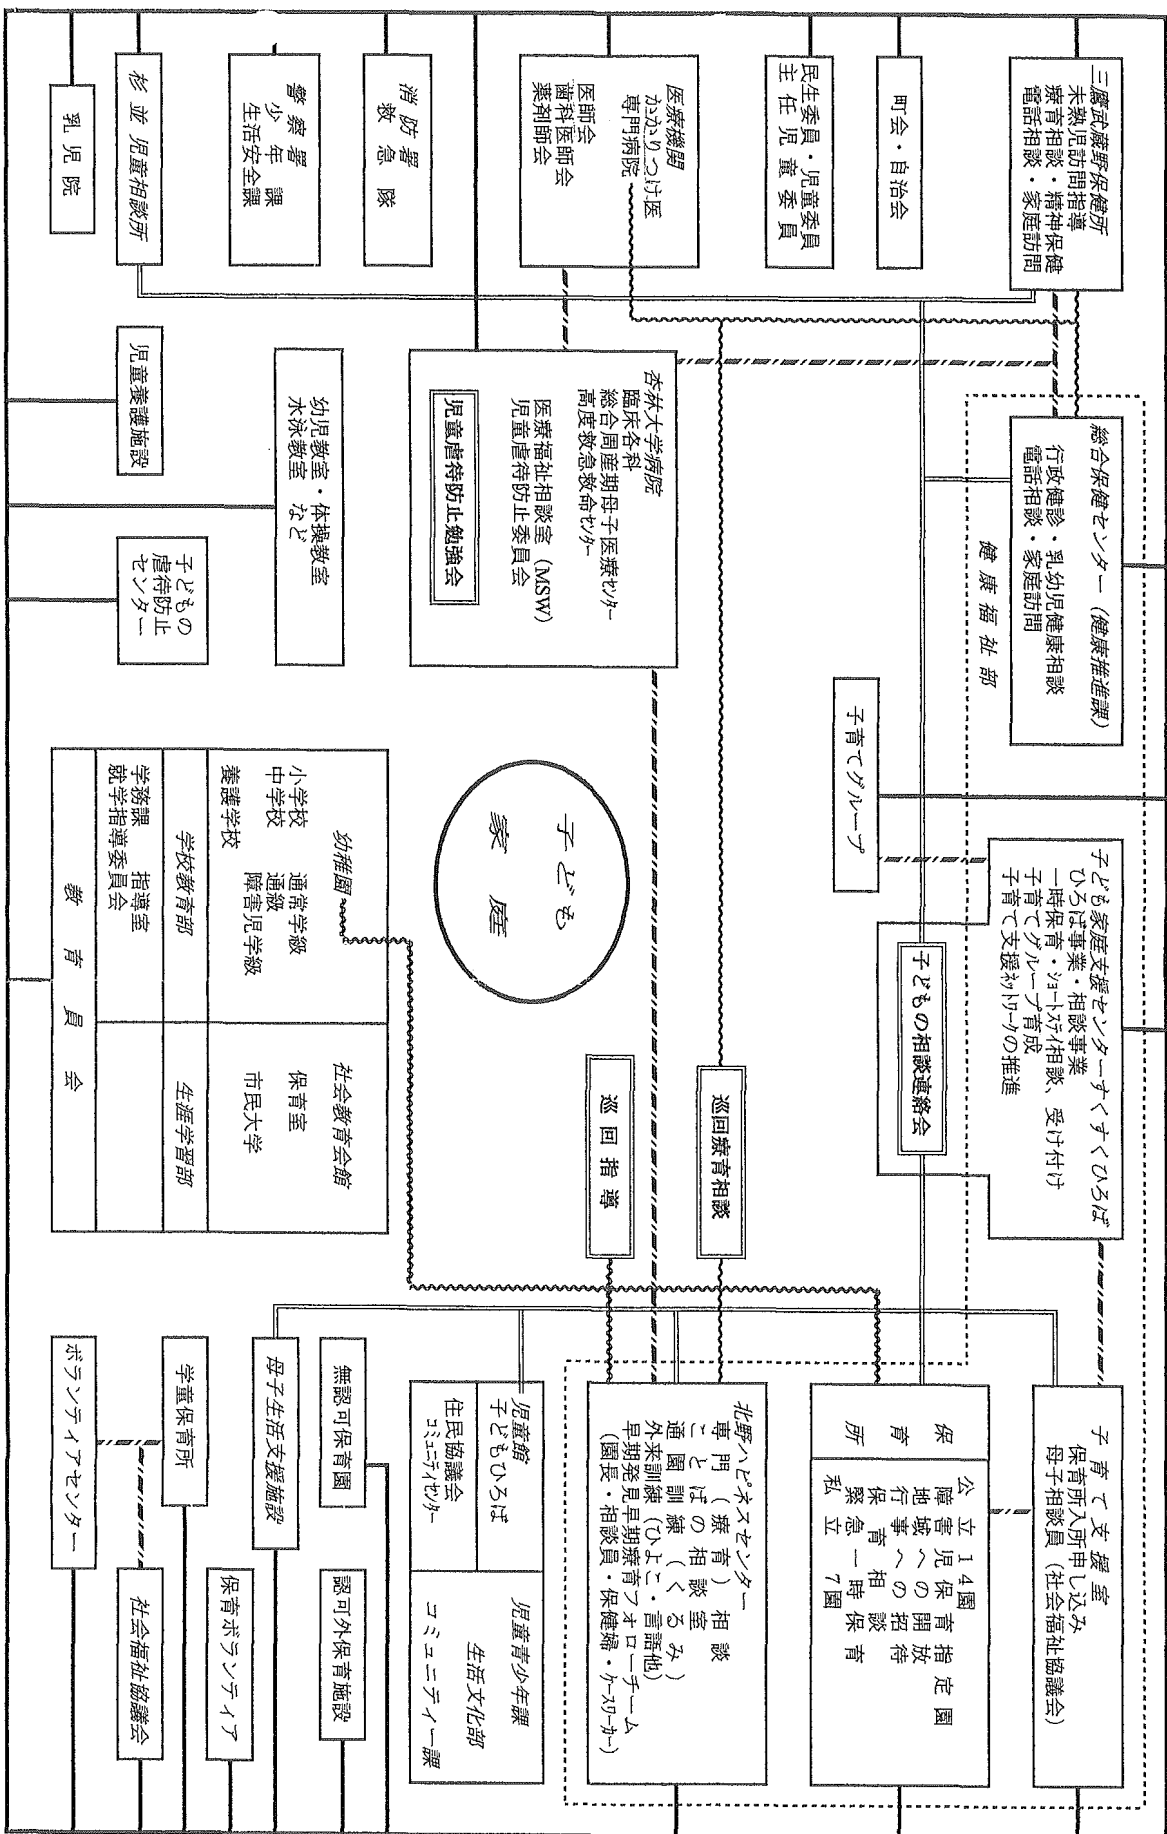 三鷹武蔵野保健所
未熟児訪問指導
療育相談・精神保健
電話相談・家庭訪問
町会・自治会
民生委員・児童委員
主任児童委員
医療機関
かかりつけ医
専門病院
医師会
歯科医師会
薬剤師会
消防署
救急隊
警察署
少年課
生活安全課
杉並児童相談所
乳児院
総合保健センター (健康推進課)
行政健診・乳幼児健康相談
電話相談・家庭訪問
健康福祉部
杏林大学病院
臨床各科
総合周産期母子医療センター
高度救急救命センター
医療福祉相談室 (MSW)
児童虐待防止委員会
児童虐待防止勉強会
幼児教室・体操教室
水泳教室 など
児童養護施設
子どもの
虐待防止
センター
子ども家庭支援センターすくすくひろば
ひろば事業・相談事業
一時保育・ショートステイ相談、受け付け
子育てグループ育成
子育て支援ネットワークの推進
子どもの相談連絡会
子育てグループ
巡回療育相談
巡回指導
子ども
家庭
幼稚園
小学校 通常学級
中学校 通級
障害児学級
養護学校
学校教育部
学務課 指導室
就学指導委員会
社会教育会館
保育室
市民大学
生涯学習部
教育員会
子育て支援室
保育所入所申し込み
母子相談員 (社会福祉協議会)
保育所
公立 14園
障害児保育指定園
地域への開放
行事への招待
保育相談
緊急一時保育
私立 7園
北野ハピネスセンター
専門 (療育) 相談
ことばの相談室
通園訓練 (くるみ)
外来訓練 (ひよこ・言語他)
早期発見早期療育フォローチーム
(園長・相談員・保健婦・ケースワーカー)
児童館
子どもひろば
住民協議会
コミュニティセンター
児童青少年課
生活文化部
コミュニティー課
無認可保育園
認可外保育施設
母子生活支援施設
保育ボランティア
学童保育所
社会福祉協議会
ボランティアセンター